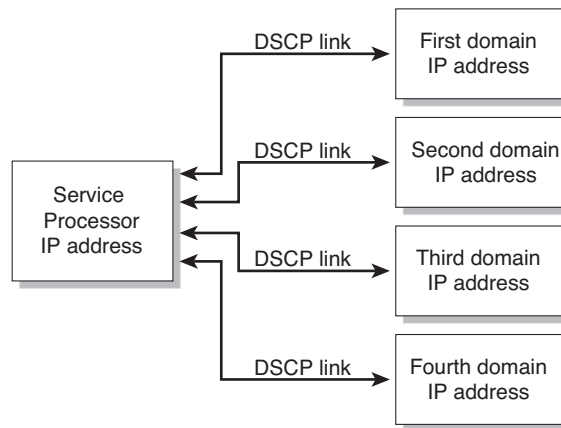 DSCP link
First domain
IP address
DSCP link
Second domain
IP address
Service
Processor
IP address
DSCP link
Third domain
IP address
DSCP link
Fourth domain
IP address